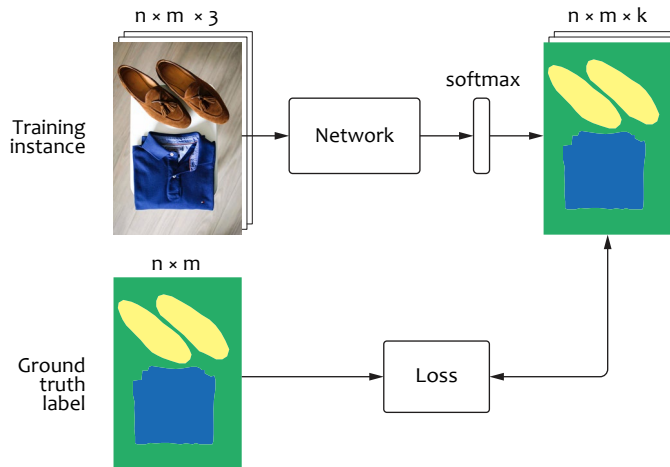 n × m × 3
n × m × k
softmax
Training
instance
Network
n × m
Ground
truth
label
Loss